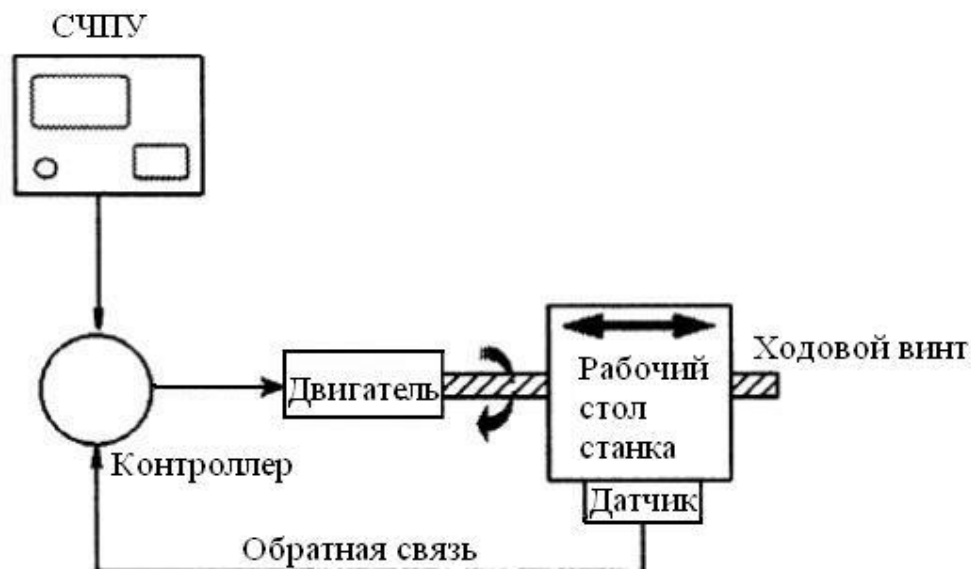 СЧПУ
Ходовой винт
Двигатель
Рабочий
стол
станка
Контроллер
Датчик
Обратная связь